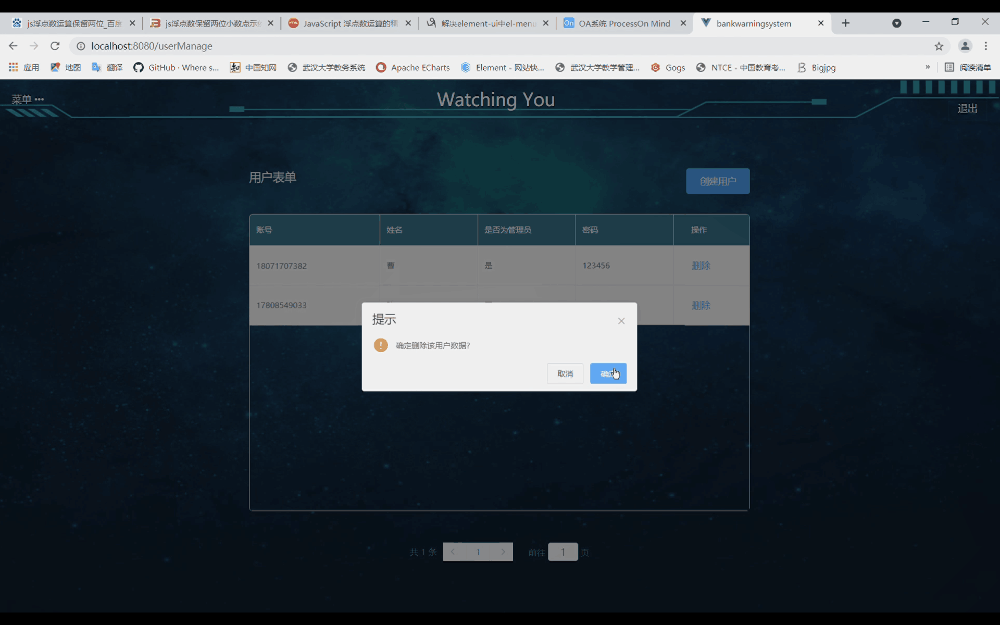 js浮点数运算保留两位_百度
js浮点数保留两位小数点示例
JavaScript 浮点数运算的精
解决element-ui中el-menu
OA系统 ProcessOn Mind
bankwarningsystem
localhost:8080/userManage
应用
地图
翻译
GitHub · Where s...
中国知网
武汉大学教务系统
Apache ECharts
Element - 网站快...
武汉大学教学管理...
Gogs
NTCE - 中国教育考...
Bigjpg
»
阅读清单
菜单 •••
Watching You
退出
用户表单
创建用户
账号 姓名 是否为管理员 密码 操作
18071707382 曹 是 123456 删除
17808549033 删除
提示
确定删除该用户数据?
取消
共 1 条
1
前往 1 页